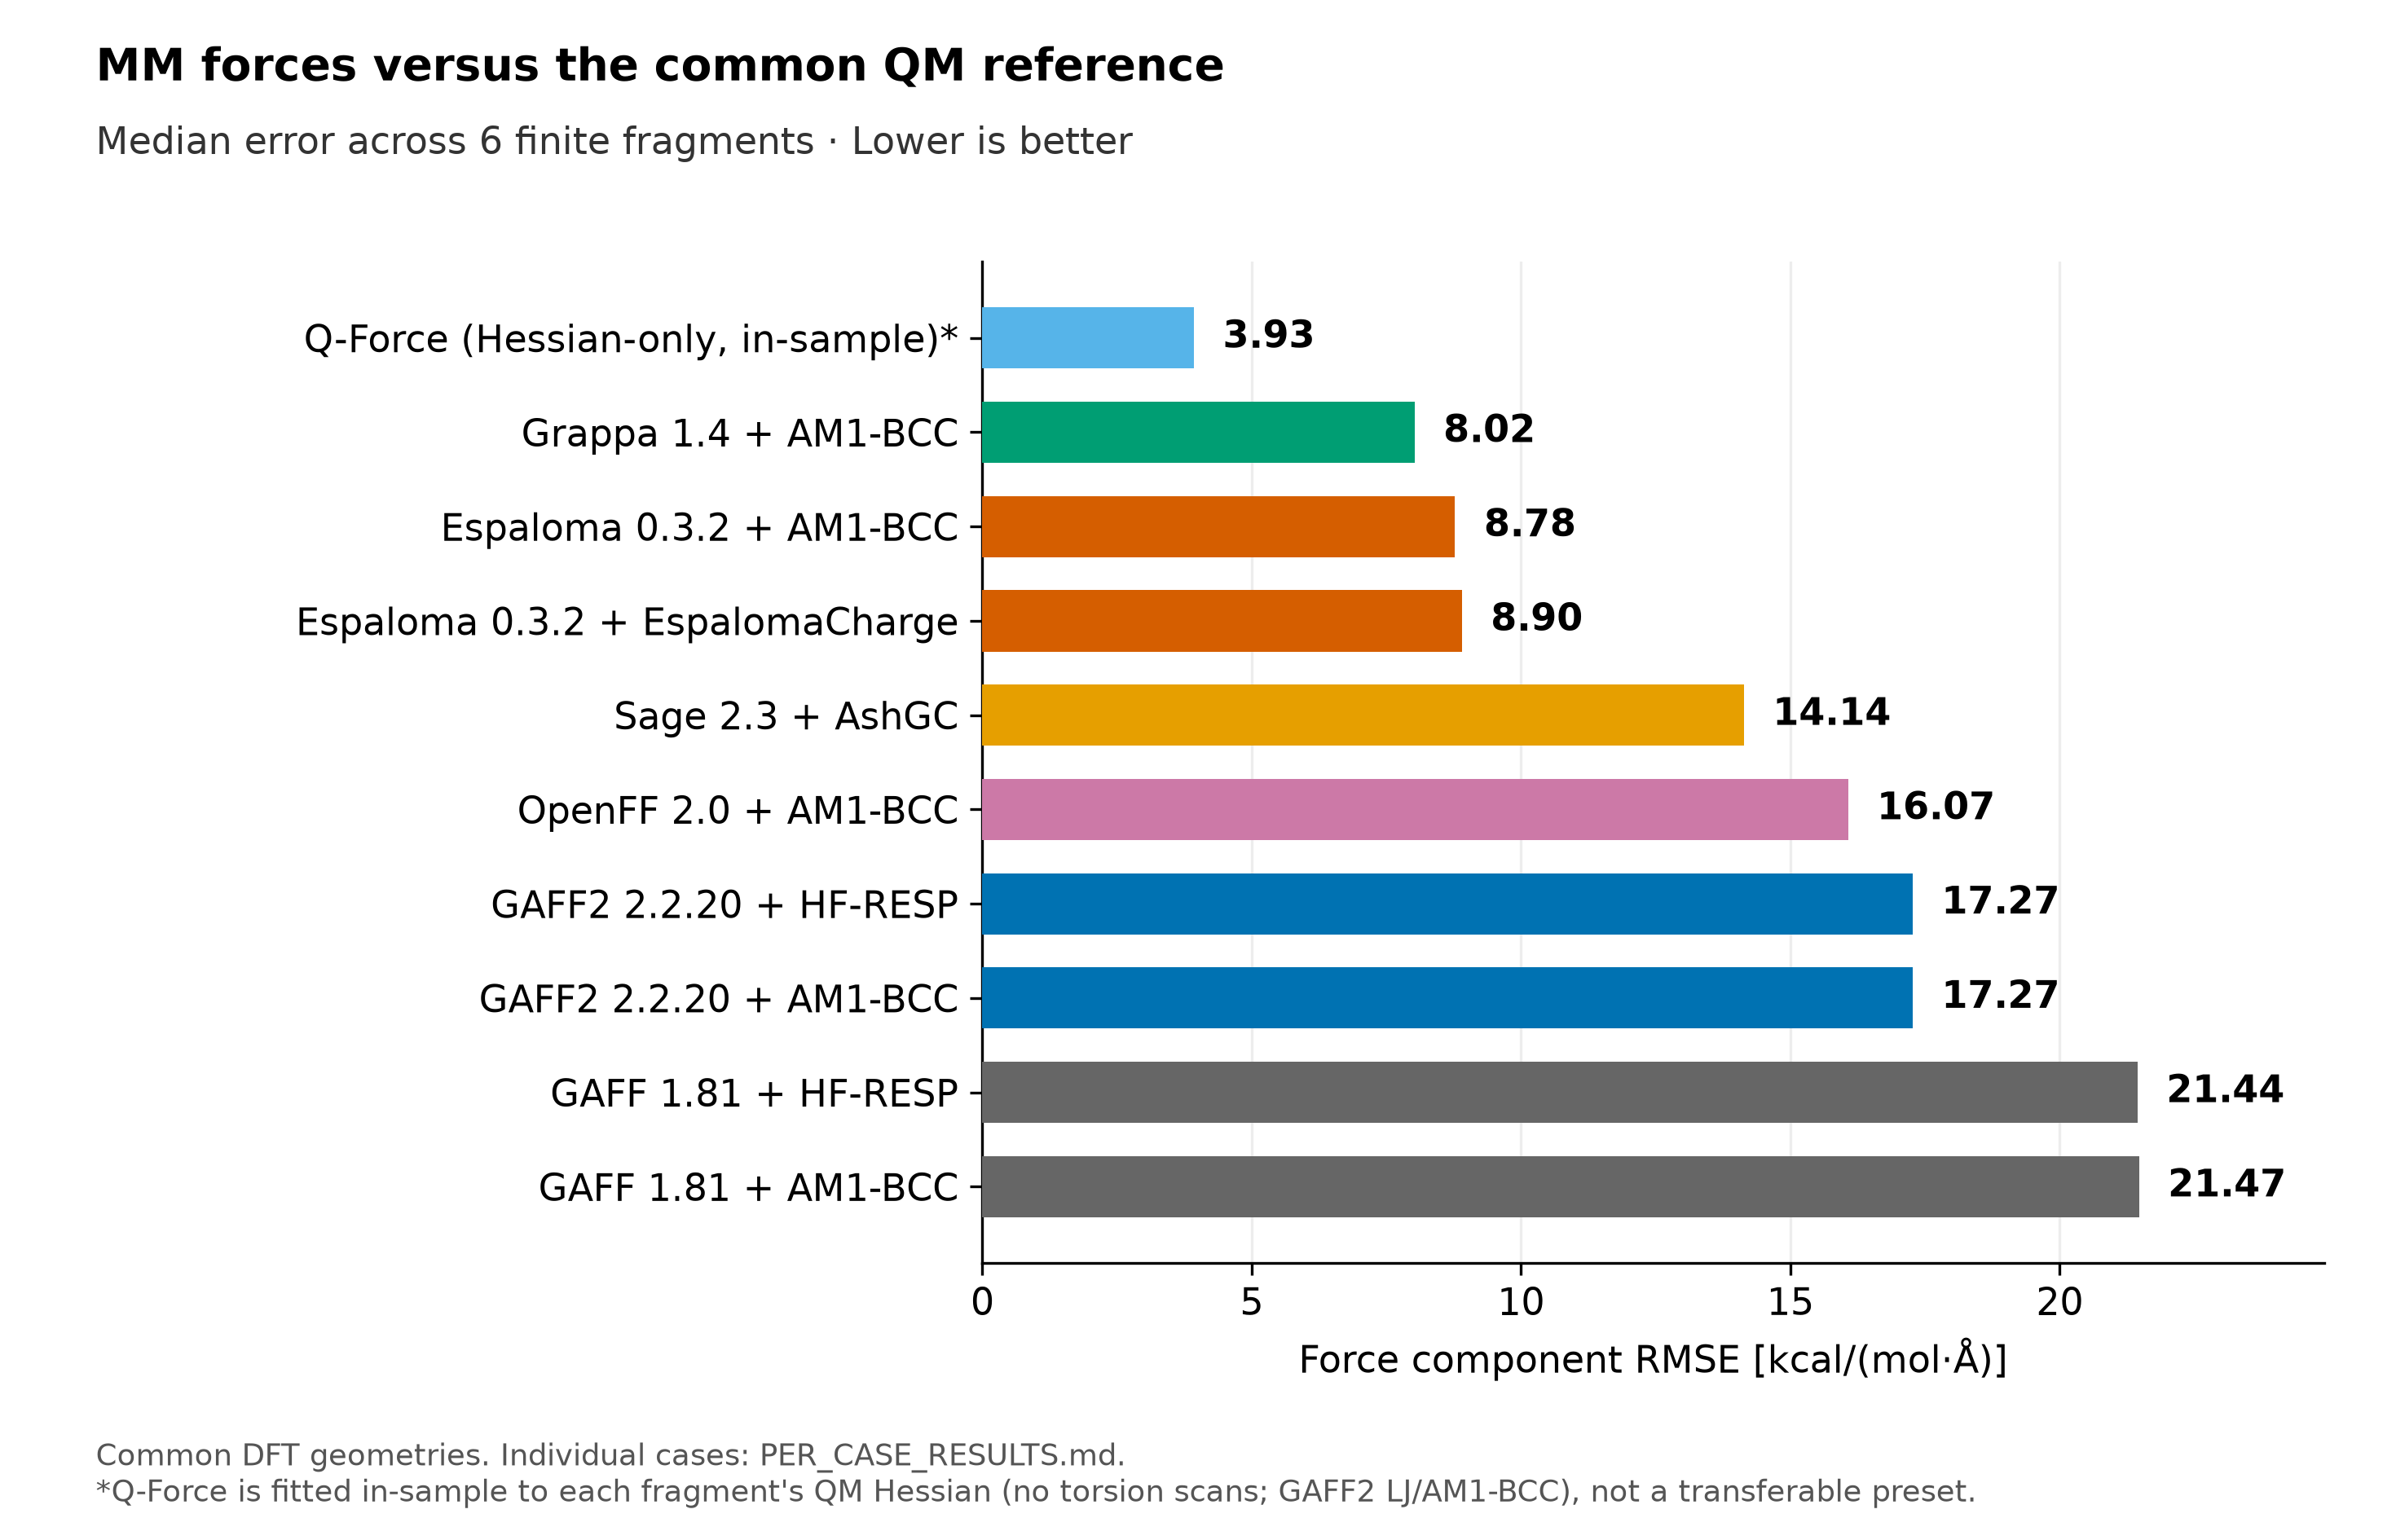 MM forces versus the common QM reference
Median error across 6 finite fragments · Lower is better
Q-Force (Hessian-only, in-sample)* 3.93
Grappa 1.4 + AM1-BCC 8.02
Espaloma 0.3.2 + AM1-BCC 8.78
Espaloma 0.3.2 + EspalomaCharge 8.90
Sage 2.3 + AshGC 14.14
OpenFF 2.0 + AM1-BCC 16.07
GAFF2 2.2.20 + HF-RESP 17.27
GAFF2 2.2.20 + AM1-BCC 17.27
GAFF 1.81 + HF-RESP 21.44
GAFF 1.81 + AM1-BCC 21.47
0 5 10 15 20
Force component RMSE [kcal/(mol·Å)]
Common DFT geometries. Individual cases: PER_CASE_RESULTS.md.
*Q-Force is fitted in-sample to each fragment's QM Hessian (no torsion scans; GAFF2 LJ/AM1-BCC), not a transferable preset.